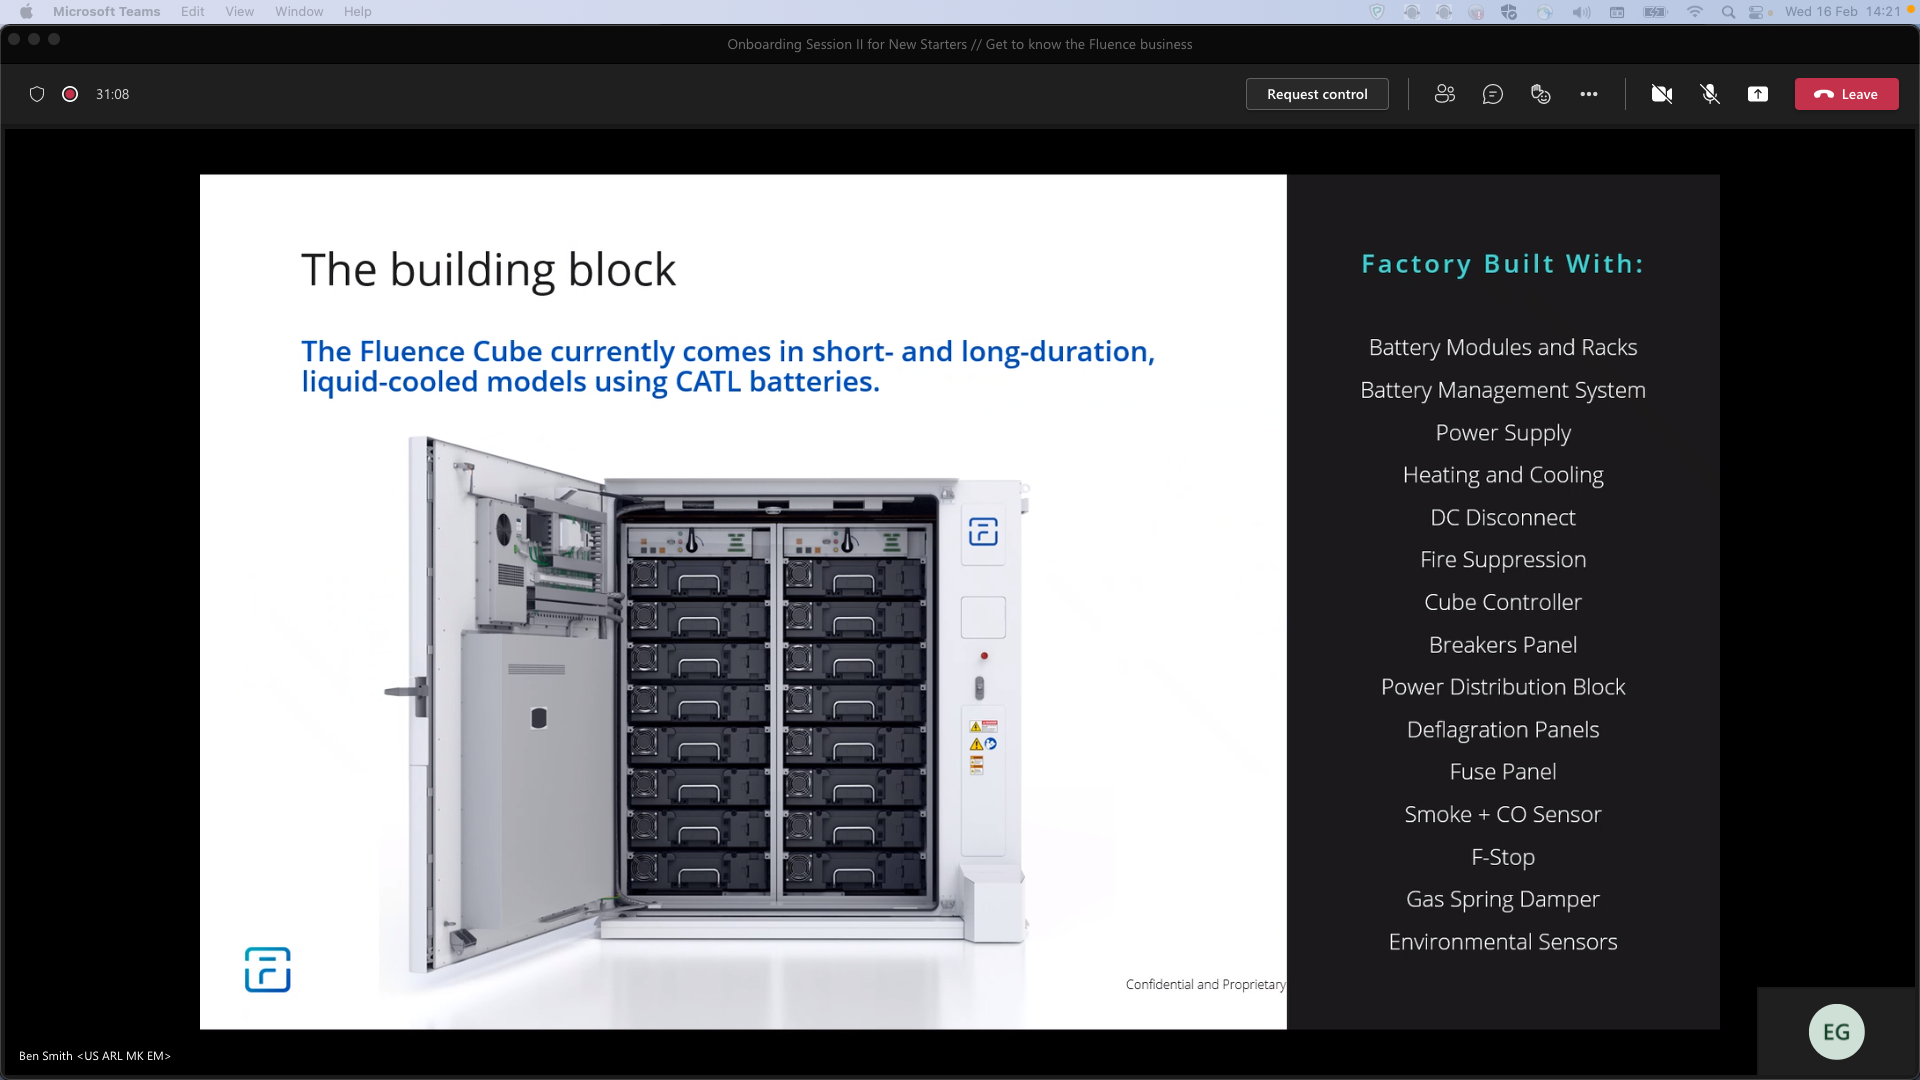 Microsoft Teams Edit View Window Help Wed 16 Feb 14:21
Onboarding Session II for New Starters // Get to know the Fluence business
31:08 Request control Leave
The building block
The Fluence Cube currently comes in short- and long-duration,
liquid-cooled models using CATL batteries.
Confidential and Proprietary
Factory Built With:
Battery Modules and Racks
Battery Management System
Power Supply
Heating and Cooling
DC Disconnect
Fire Suppression
Cube Controller
Breakers Panel
Power Distribution Block
Deflagration Panels
Fuse Panel
Smoke + CO Sensor
F-Stop
Gas Spring Damper
Environmental Sensors
EG
Ben Smith <US ARL MK EM>